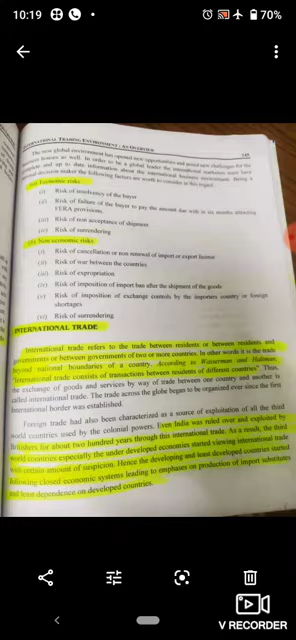 10:19
70%
INTERNATIONAL TRADING ENVIRONMENT : AN OVERVIEW
The new global environment has opened new opportunities and posed new challenges for the
business houses as well. In order to be a global leader the international marketers must have
complete and up to date information about the international business environment. Being a
decision maker the following factors are worth to consider in this regard.
Economic risks
(i) Risk of insolvency of the buyer
(ii) Risk of failure of the buyer to pay the amount due with in six months attracting
FERA provisions.
(iii) Risk of non acceptance of shipment
(iv) Risk of surrendering
Non economic risks
(i) Risk of cancellation or non renewal of import or export license
(ii) Risk of war between the countries
(iii) Risk of expropriation
(iv) Risk of imposition of import ban after the shipment of the goods
(v) Risk of imposition of exchange controls by the importers country or foreign
shortages
(vi) Risk of surrendering
INTERNATIONAL TRADE
International trade refers to the trade between residents or between residents and
governments or between governments of two or more countries. In other words it is the trade
beyond national boundaries of a country. According to Wasserman and Haltman,
"International trade consists of transactions between residents of different countries". Thus,
the exchange of goods and services by way of trade between one country and another is
called international trade. The trade across the globe began to be organized ever since the first
international border was established.
Foreign trade had also been characterized as a source of exploitation of all the third
world countries used by the colonial powers. Even India was ruled over and exploited by
Britishers for about two hundred years through this international trade. As a result, the third
world countries especially the under developed economies started viewing international trade
with certain amount of suspicion. Hence the developing and least developed countries started
following closed economic systems leading to emphases on production of import substitutes
and least dependence on developed countries.
V RECORDER